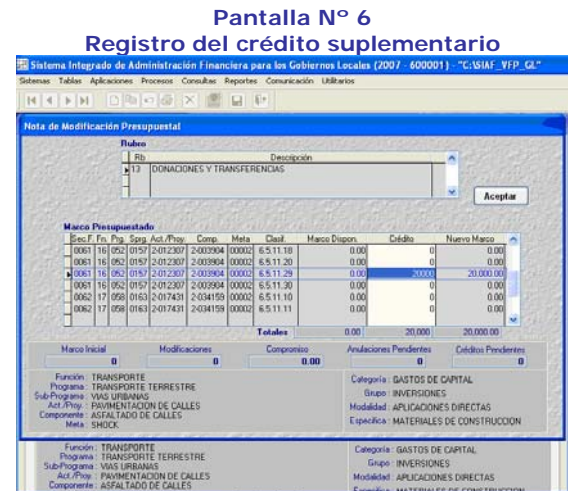 Pantalla Nº 6
Registro del crédito suplementario
Sistema Integrado de Administración Financiera para los Gobiernos Locales (2007 - 600001) - "C:\SIAF_VFP_GL"
Sistemas Tablas Aplicaciones Procesos Consultas Reportes Comunicación Utilitarios
Nota de Modificación Presupuestal
Rubro
Rb Descripción
13 DONACIONES Y TRANSFERENCIAS
Aceptar
Marco Presupuestado
Sec.F. Fn. Prg. Sprg. Act./Proy. Comp. Meta Clasif. Marco Dispon. Crédito Nuevo Marco
0061 16 052 0157 2-012307 2-003904 00002 6.5.11.18 0.00 0 0.00
0061 16 052 0157 2-012307 2-003904 00002 6.5.11.20 0.00 0 0.00
0061 16 052 0157 2-012307 2-003904 00002 6.5.11.29 0.00 20000 20,000.00
0061 16 052 0157 2-012307 2-003904 00002 6.5.11.30 0.00 0 0.00
0062 17 058 0163 2-017431 2-034159 00002 6.5.11.10 0.00 0 0.00
0062 17 058 0163 2-017431 2-034159 00002 6.5.11.11 0.00 0 0.00
Totales 0.00 20,000 20,000.00
Marco Inicial Modificaciones Compromiso Anulaciones Pendientes Créditos Pendientes
0 0 0.00 0 0
Función : TRANSPORTE
Programa : TRANSPORTE TERRESTRE
Sub-Programa : VIAS URBANAS
Act./Proy. : PAVIMENTACION DE CALLES
Componente : ASFALTADO DE CALLES
Meta : SHOCK
Categoría : GASTOS DE CAPITAL
Grupo : INVERSIONES
Modalidad : APLICACIONES DIRECTAS
Específica : MATERIALES DE CONSTRUCCION
Función : TRANSPORTE
Programa : TRANSPORTE TERRESTRE
Sub-Programa : VIAS URBANAS
Act./Proy. : PAVIMENTACION DE CALLES
Componente : ASFALTADO DE CALLES
Categoría : GASTOS DE CAPITAL
Grupo : INVERSIONES
Modalidad : APLICACIONES DIRECTAS
Específica : MATERIALES DE CONSTRUCCION